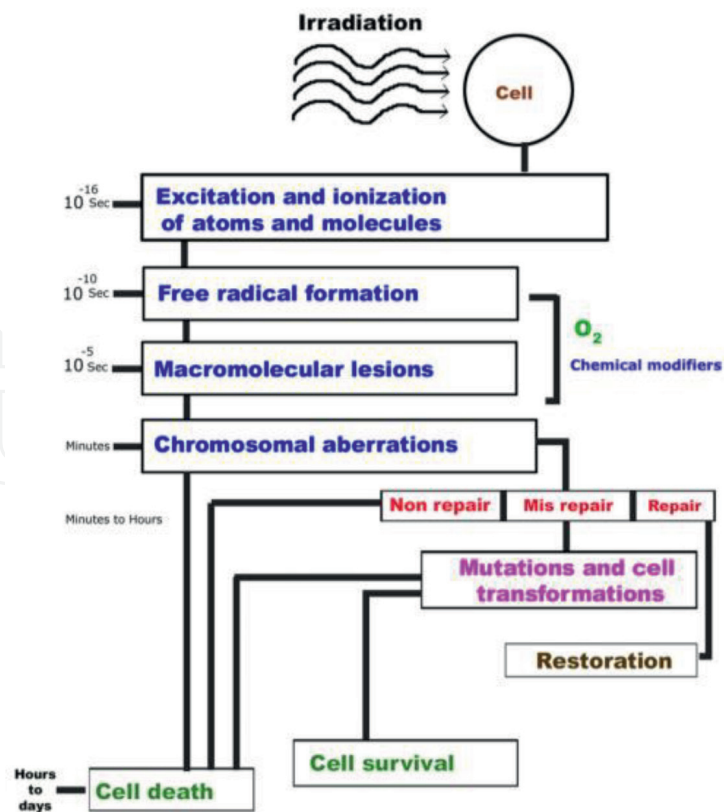 Irradiation
Cell
10⁻¹⁶ Sec
Excitation and ionization
of atoms and molecules
10⁻¹⁰ Sec
Free radical formation
O₂
Chemical modifiers
10⁻⁵ Sec
Macromolecular lesions
Minutes
Chromosomal aberrations
Minutes to Hours
Non repair
Mis repair
Repair
Mutations and cell
transformations
Restoration
Cell survival
Hours
to
days
Cell death